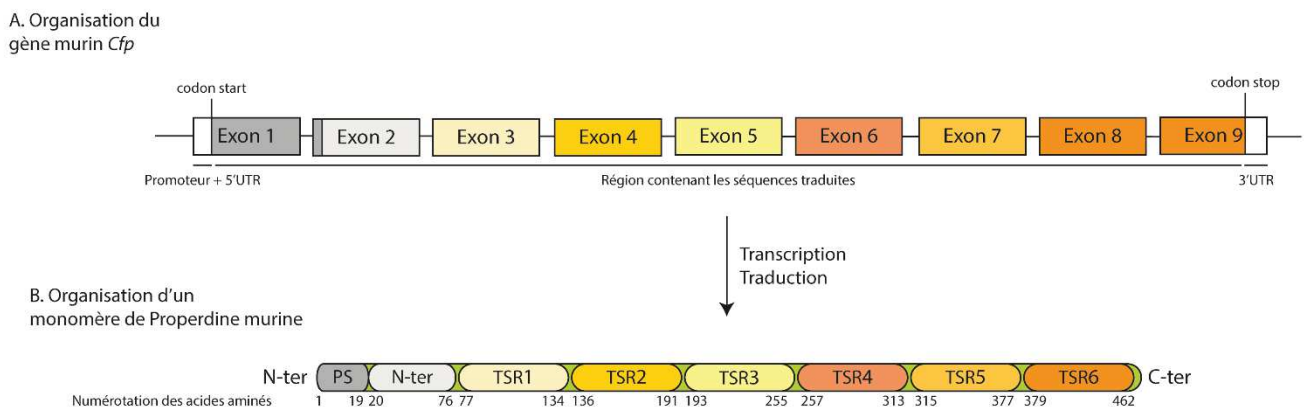 A. Organisation du
gène murin Cfp
codon start
codon stop
Exon 1 Exon 2 Exon 3 Exon 4 Exon 5 Exon 6 Exon 7 Exon 8 Exon 9
Promoteur + 5'UTR Région contenant les séquences traduites 3'UTR
Transcription
Traduction
B. Organisation d'un
monomère de Properdine murine
N-ter PS N-ter TSR1 TSR2 TSR3 TSR4 TSR5 TSR6 C-ter
Numérotation des acides aminés 1 19 20 76 77 134 136 191 193 255 257 313 315 377 379 462